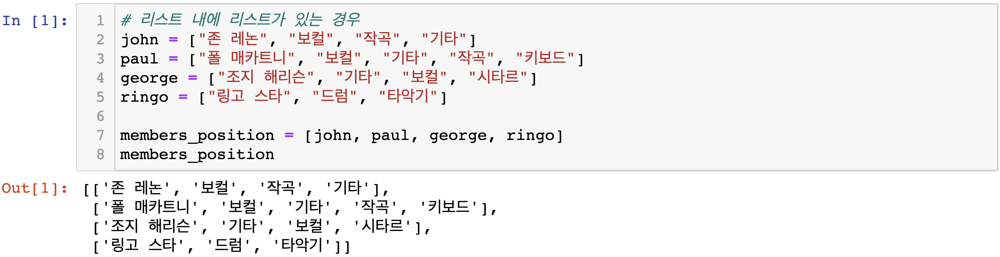 In [1]:
1 # 리스트 내에 리스트가 있는 경우
2 john = ["존 레논", "보컬", "작곡", "기타"]
3 paul = ["폴 매카트니", "보컬", "기타", "작곡", "키보드"]
4 george = ["조지 해리슨", "기타", "보컬", "시타르"]
5 ringo = ["링고 스타", "드럼", "타악기"]
6
7 members_position = [john, paul, george, ringo]
8 members_position
Out[1]: [['존 레논', '보컬', '작곡', '기타'],
['폴 매카트니', '보컬', '기타', '작곡', '키보드'],
['조지 해리슨', '기타', '보컬', '시타르'],
['링고 스타', '드럼', '타악기']]